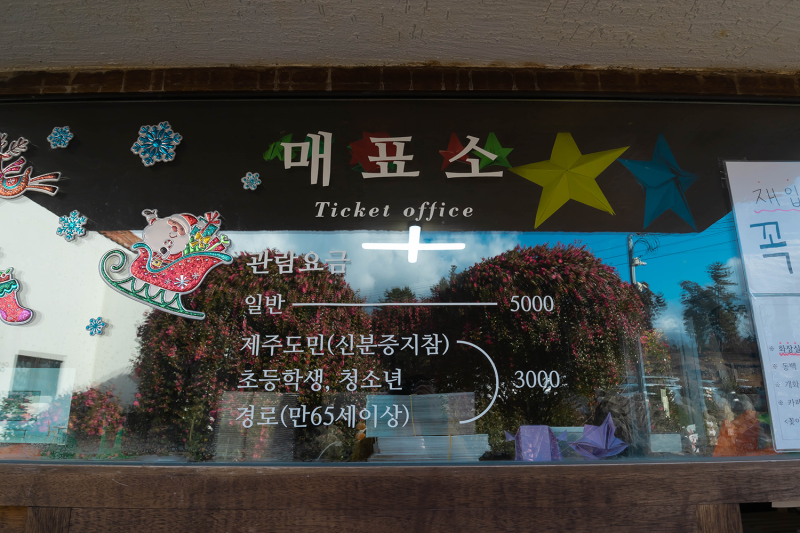 매표소
Ticket office
관람요금
일반 5000
제주도민(신분증지참)
초등학생, 청소년 3000
경로(만65세이상)
꼭